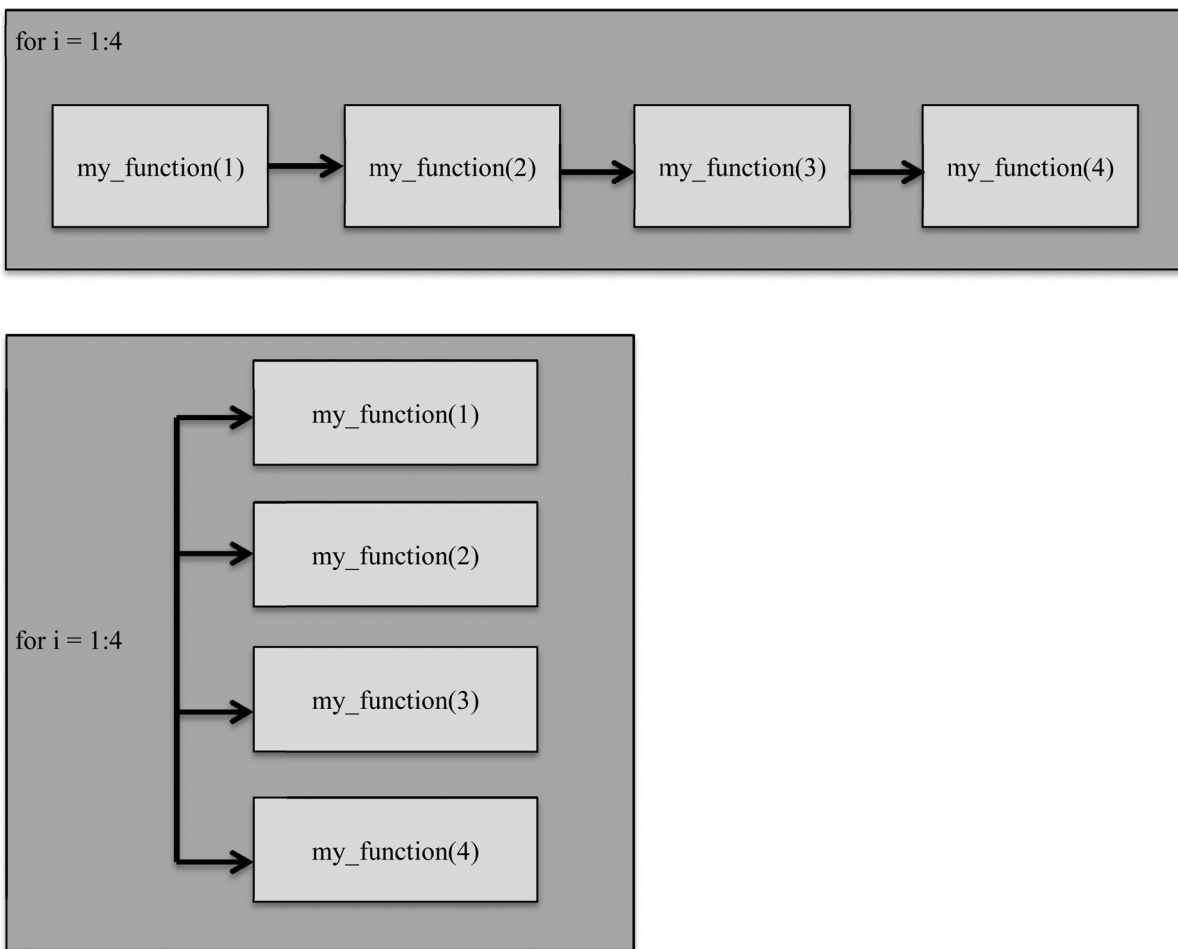 for i = 1:4
my_function(1)
my_function(2)
my_function(3)
my_function(4)
for i = 1:4
my_function(1)
my_function(2)
my_function(3)
my_function(4)